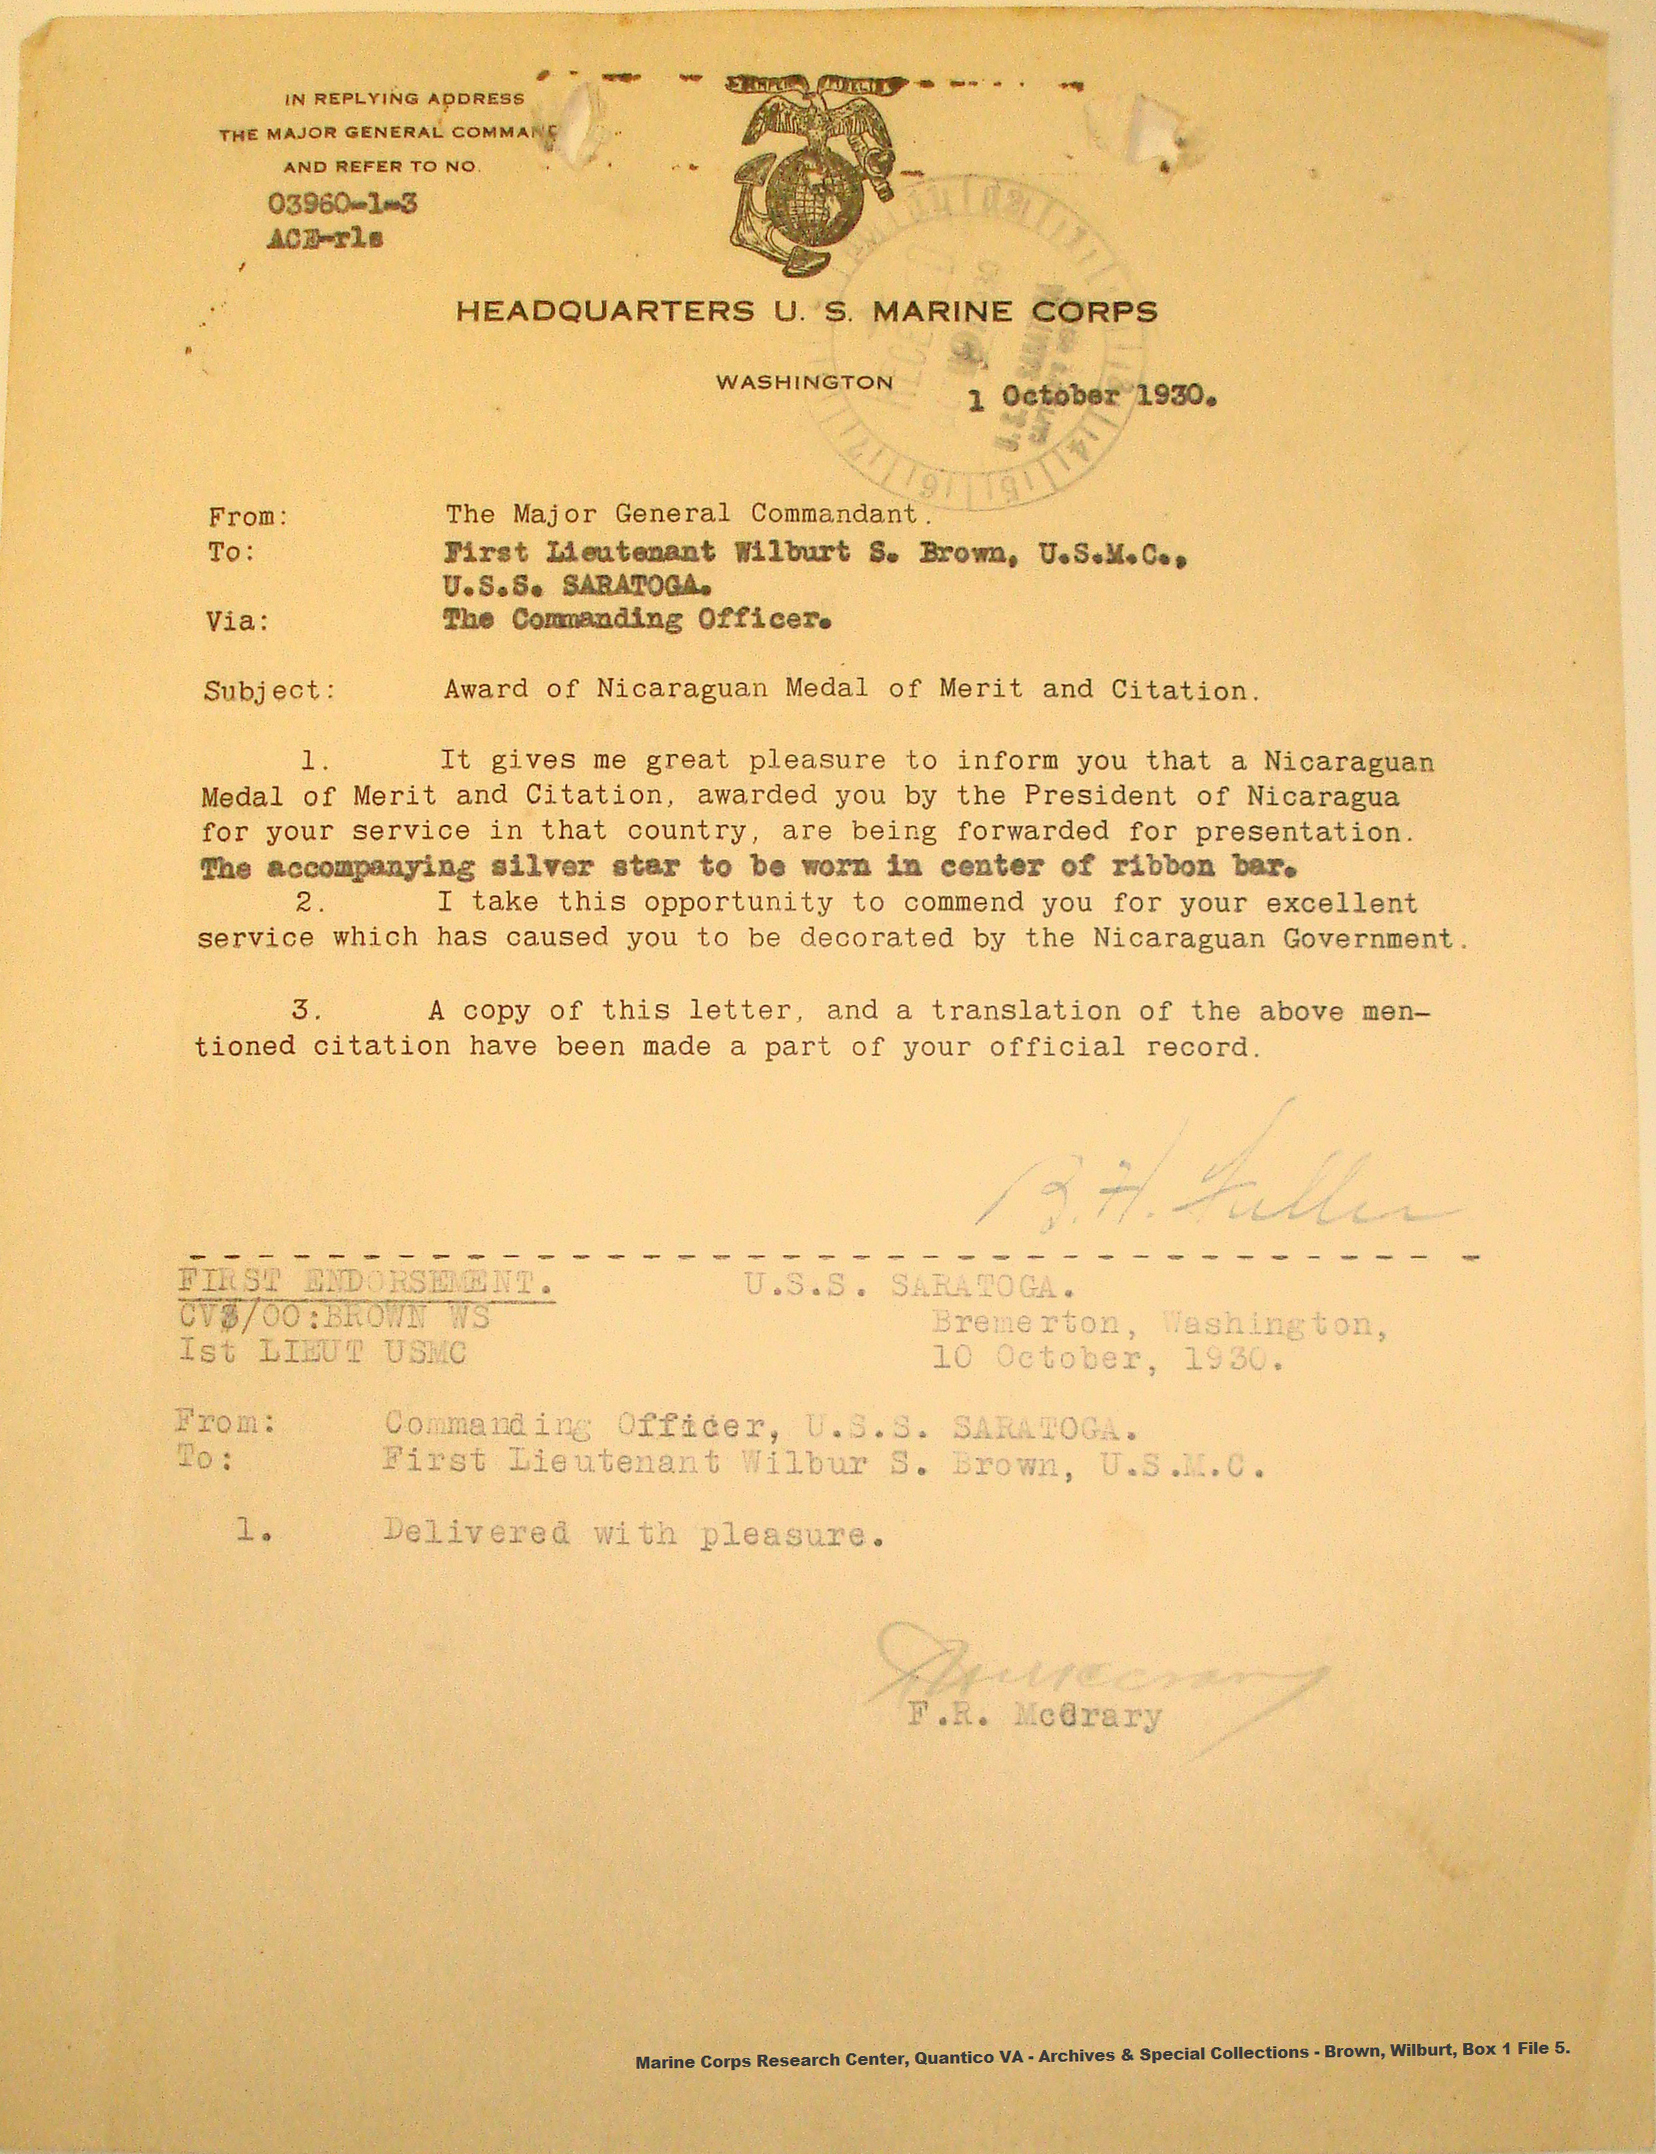 IN REPLYING ADDRESS
THE MAJOR GENERAL
AND REFER TO NO.
03960-1-3
SEMPER FIDELIS
HEADQUARTERS U. S. MARINE CORPS
WASHINGTON
1 October 1930.
From: The Major General Commandant.
To: First Lieutenant Wilburt S. Brown, U.S.M.C.,
U.S.S. SARATOGA.
Via: The Commanding Officer.
Subject: Award of Nicaraguan Medal of Merit and Citation.
1. It gives me great pleasure to inform you that a Nicaraguan
Medal of Merit and Citation, awarded you by the President of Nicaragua
for your service in that country, are being forwarded for presentation.
The accompanying silver star to be worn in center of ribbon bar.
2. I take this opportunity to commend you for your excellent
service which has caused you to be decorated by the Nicaraguan Government.
3. A copy of this letter, and a translation of the above men-
tioned citation have been made a part of your official record.
B.H. Fuller
FIRST ENDORSEMENT. U.S.S. SARATOGA.
CV3/00:BROWN WS Bremerton, Washington,
Ist LIEUT USMC 10 October, 1930.
From: Commanding Officer, U.S.S. SARATOGA.
To: First Lieutenant Wilbur S. Brown, U.S.M.C.
1. Delivered with pleasure.
F.R. McCrary
Marine Corps Research Center, Quantico VA - Archives & Special Collections - Brown, Wilburt, Box 1 File 5.